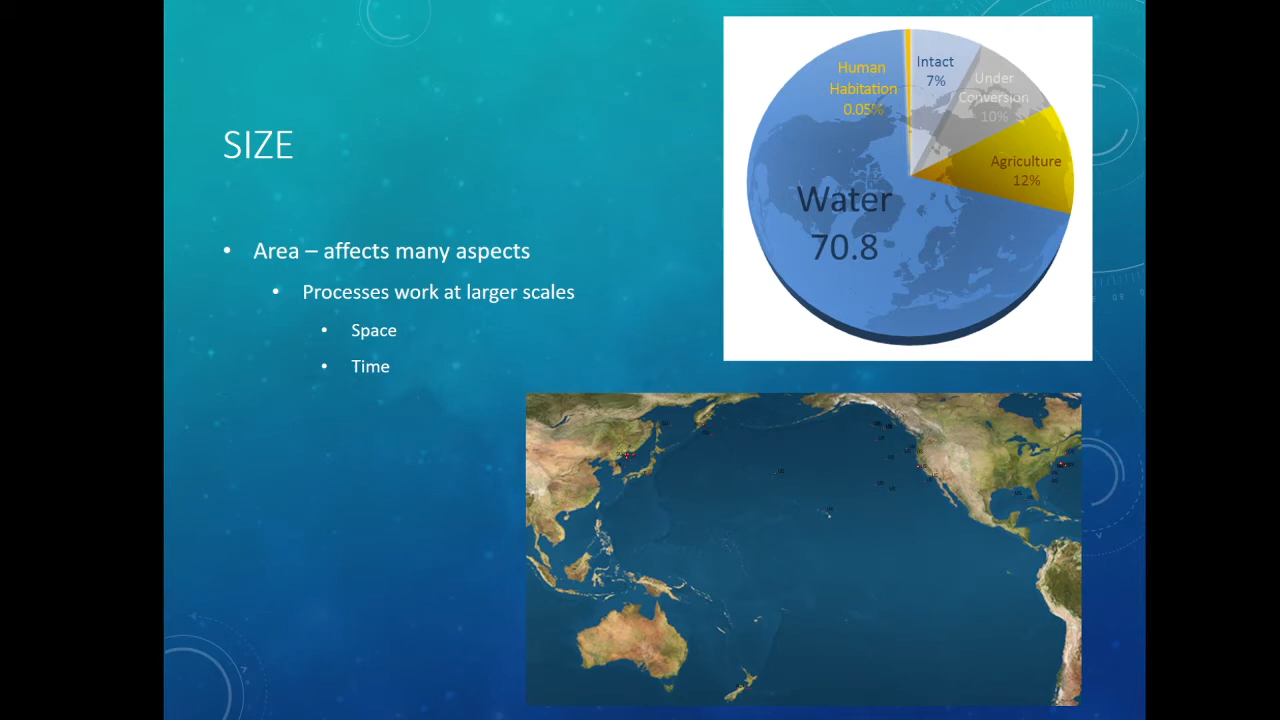 SIZE
• Area – affects many aspects
• Processes work at larger scales
• Space
• Time
Human
Habitation
0.05%
Intact
7%
Under
Conversion
10%
Agriculture
12%
Water
70.8